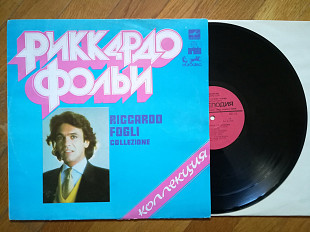 РИККАРДО
ФОЛЬИ
RICCARDO
FOGLI
COLLEZIONE
КОЛЛЕКЦИЯ